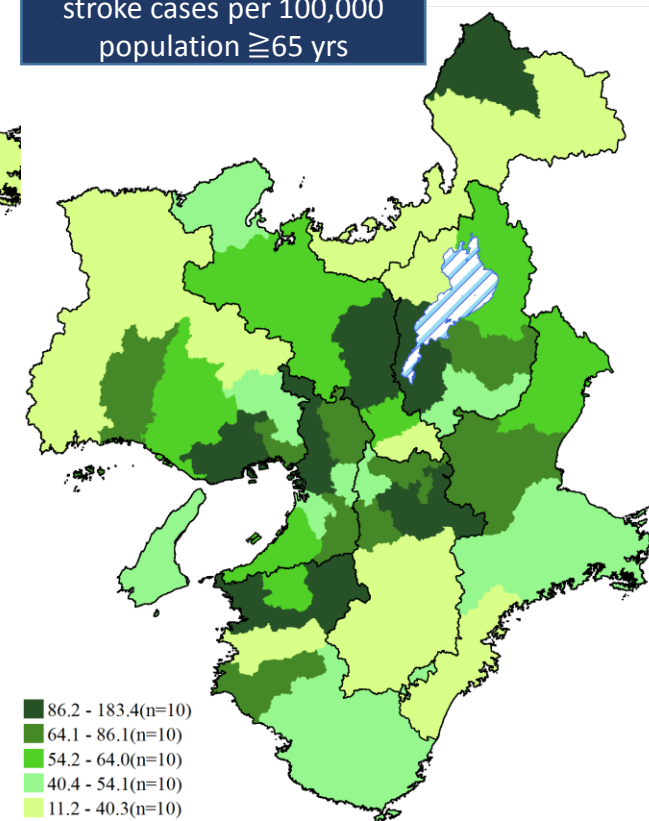 stroke cases per 100,000
population ≧65 yrs
86.2 - 183.4(n=10)
64.1 - 86.1(n=10)
54.2 - 64.0(n=10)
40.4 - 54.1(n=10)
11.2 - 40.3(n=10)